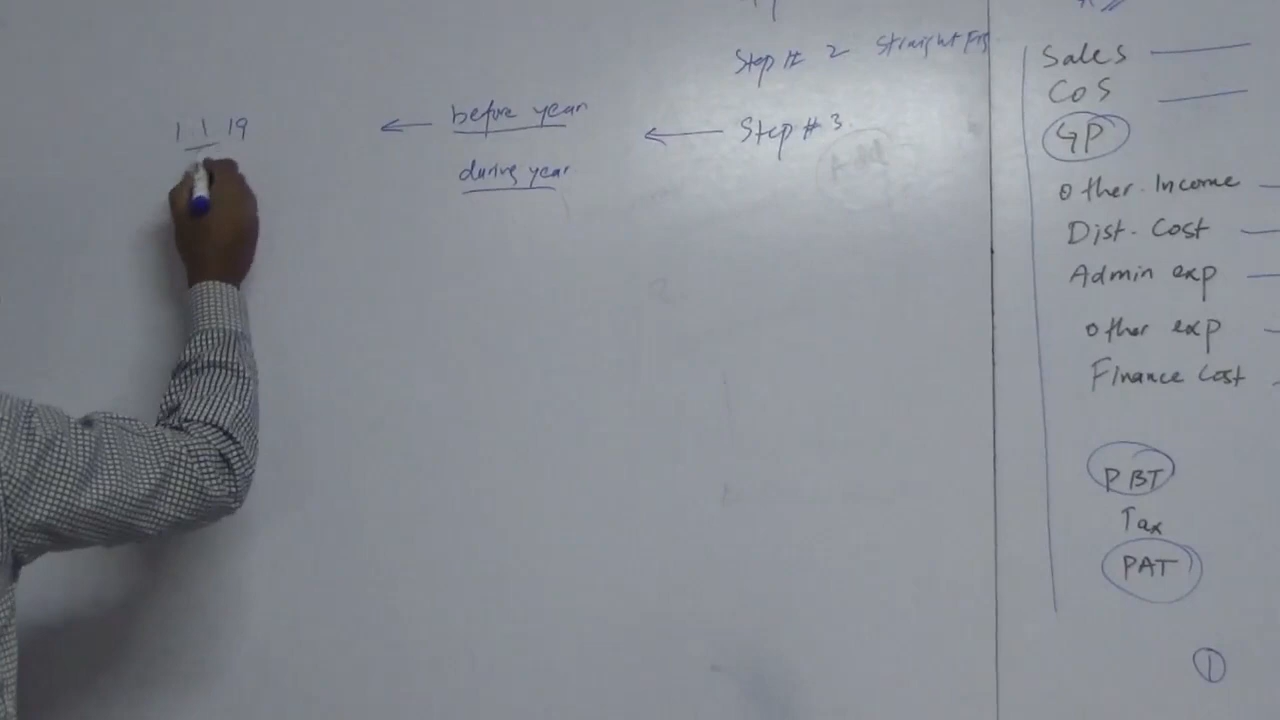 Step # 2 Straight Fig
before year
1 1 19
Step # 3
during year
Sales
COS
GP
Other Income
Dist. Cost
Admin exp
Other exp
Finance Cost
PBT
Tax
PAT
1